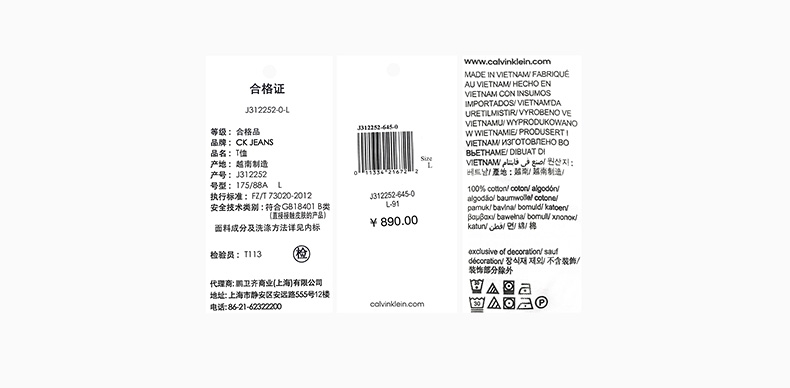 合格证
J312252-0-L
等级：合格品
品牌：CK JEANS
品名：T恤
产地：越南制造
产号：J312252
号型：175/88A L
执行标准：FZ/T 73020-2012
安全技术类别：符合GB18401 B类
(直接接触皮肤的产品)
面料成分及洗涤方法详见内标
检验员：T113
检
代理商：鹏卫齐商业(上海)有限公司
地址：上海市静安区安远路555号12楼
电话：86-21-62322200
J312252-645-0
0 11334 21672 2
Size
L
J312252-645-0
L-91
￥890.00
calvinklein.com
www.calvinklein.com
MADE IN VIETNAM/ FABRIQUÉ
AU VIETNAM/ HECHO EN
VIETNAM CON INSUMOS
IMPORTADOS/ VIETNAM'DA
URETILMISTIR/ VYROBENO VE
VIETNAMU/ WYPRODUKOWANO
W WIETNAMIE/ PRODUSERT I
VIETNAM/ ИЗГОТОВЛЕНО ВО
ВЬЕТНАМЕ/ DIBUAT DI
VIETNAM/ صنع في فايتنام/ 원산지:
베트남/ 產地：越南/ 越南制造/
100% cotton/ coton/ algodón/
algodão/ baumwolle/ cotone/
pamuk/ bavlna/ bomuld/ katoen/
βαμβακι/ bawełna/ bomull/ хлопок/
katun/ قطن/ 면/ 綿/ 棉
exclusive of decoration/ sauf
décoration/ 장식재 제외/ 不含裝飾/
装饰部分除外
30
P